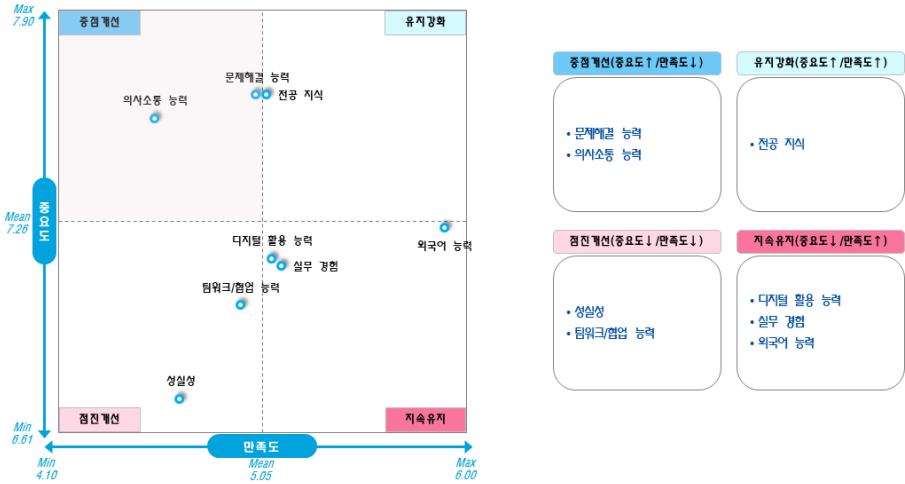 Max
7.90
중점개선
유지강화
문제해결 능력
전공 지식
의사소통 능력
중요도
Mean
7.26
외국어 능력
디지털 활용 능력
실무 경험
팀워크/협업 능력
성실성
점진개선
지속유지
Min
6.61
만족도
Min
4.10
Mean
5.05
Max
6.00
중점개선(중요도↑/만족도↓)
• 문제해결 능력
• 의사소통 능력
유지강화(중요도↑/만족도↑)
• 전공 지식
점진개선(중요도↓/만족도↓)
• 성실성
• 팀워크/협업 능력
지속유지(중요도↓/만족도↑)
• 디지털 활용 능력
• 실무 경험
• 외국어 능력